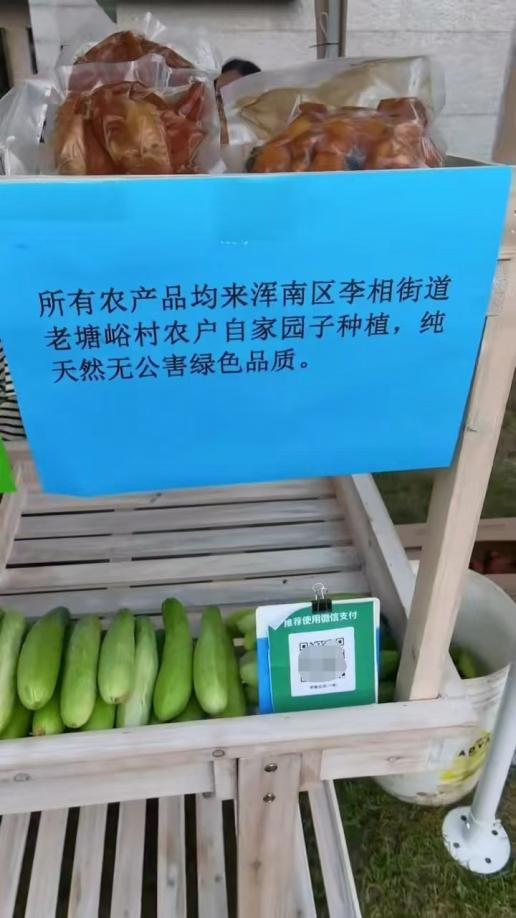 所有农产品均来浑南区李相街道
老塘峪村农户自家园子种植，纯
天然无公害绿色品质。
推荐使用微信支付